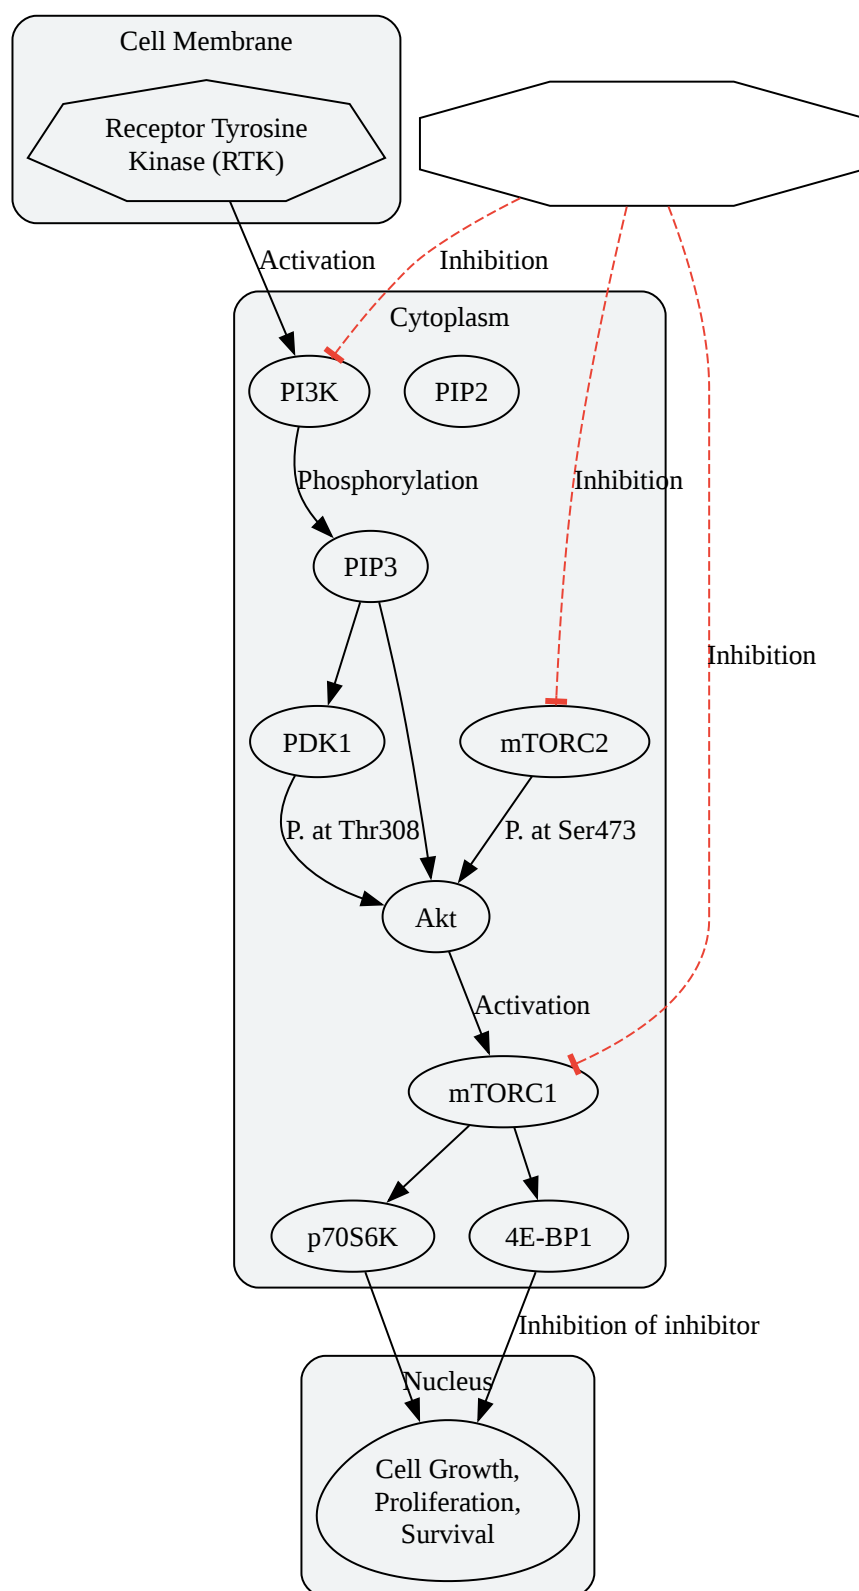 Cell Membrane
Receptor Tyrosine
Kinase (RTK)
Activation
Inhibition
Cytoplasm
PI3K
PIP2
Phosphorylation
Inhibition
PIP3
Inhibition
PDK1
mTORC2
P. at Thr308
P. at Ser473
Akt
Activation
mTORC1
p70S6K
4E-BP1
Inhibition of inhibitor
Nucleus
Cell Growth,
Proliferation,
Survival